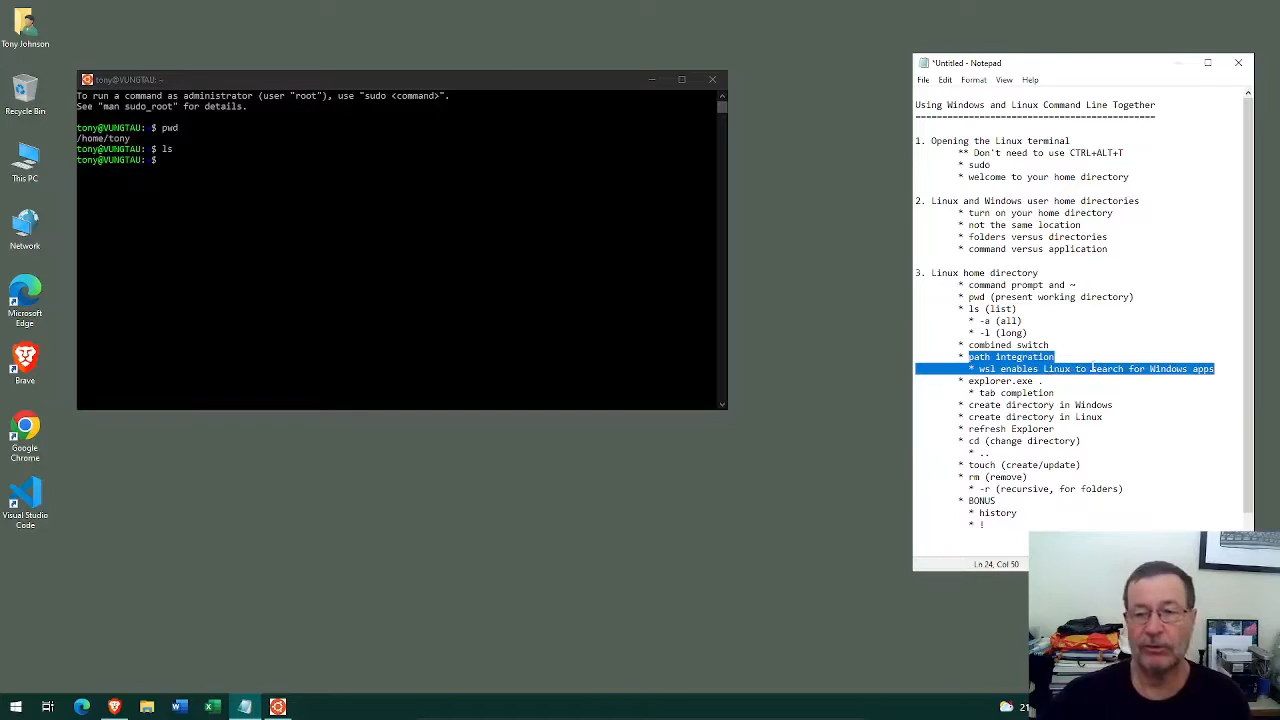 Tony Johnson
Recycle Bin
This PC
Network
Microsoft
Edge
Brave
Google
Chrome
Visual Studio
Code
tony@VUNGTAU: ~
To run a command as administrator (user "root"), use "sudo <command>".
See "man sudo_root" for details.
tony@VUNGTAU: $ pwd
/home/tony
tony@VUNGTAU: $ ls
tony@VUNGTAU: $
*Untitled - Notepad
File Edit Format View Help
Using Windows and Linux Command Line Together
---------------------------------------------
1. Opening the Linux terminal
** Don't need to use CTRL+ALT+T
* sudo
* welcome to your home directory
2. Linux and Windows user home directories
* turn on your home directory
* not the same location
* folders versus directories
* command versus application
3. Linux home directory
* command prompt and ~
* pwd (present working directory)
* ls (list)
* -a (all)
* -l (long)
* combined switch
* path integration
* wsl enables Linux to search for Windows apps
* explorer.exe .
* tab completion
* create directory in Windows
* create directory in Linux
* refresh Explorer
* cd (change directory)
* ..
* touch (create/update)
* rm (remove)
* -r (recursive, for folders)
* BONUS
* history
* !
Ln 24, Col 50